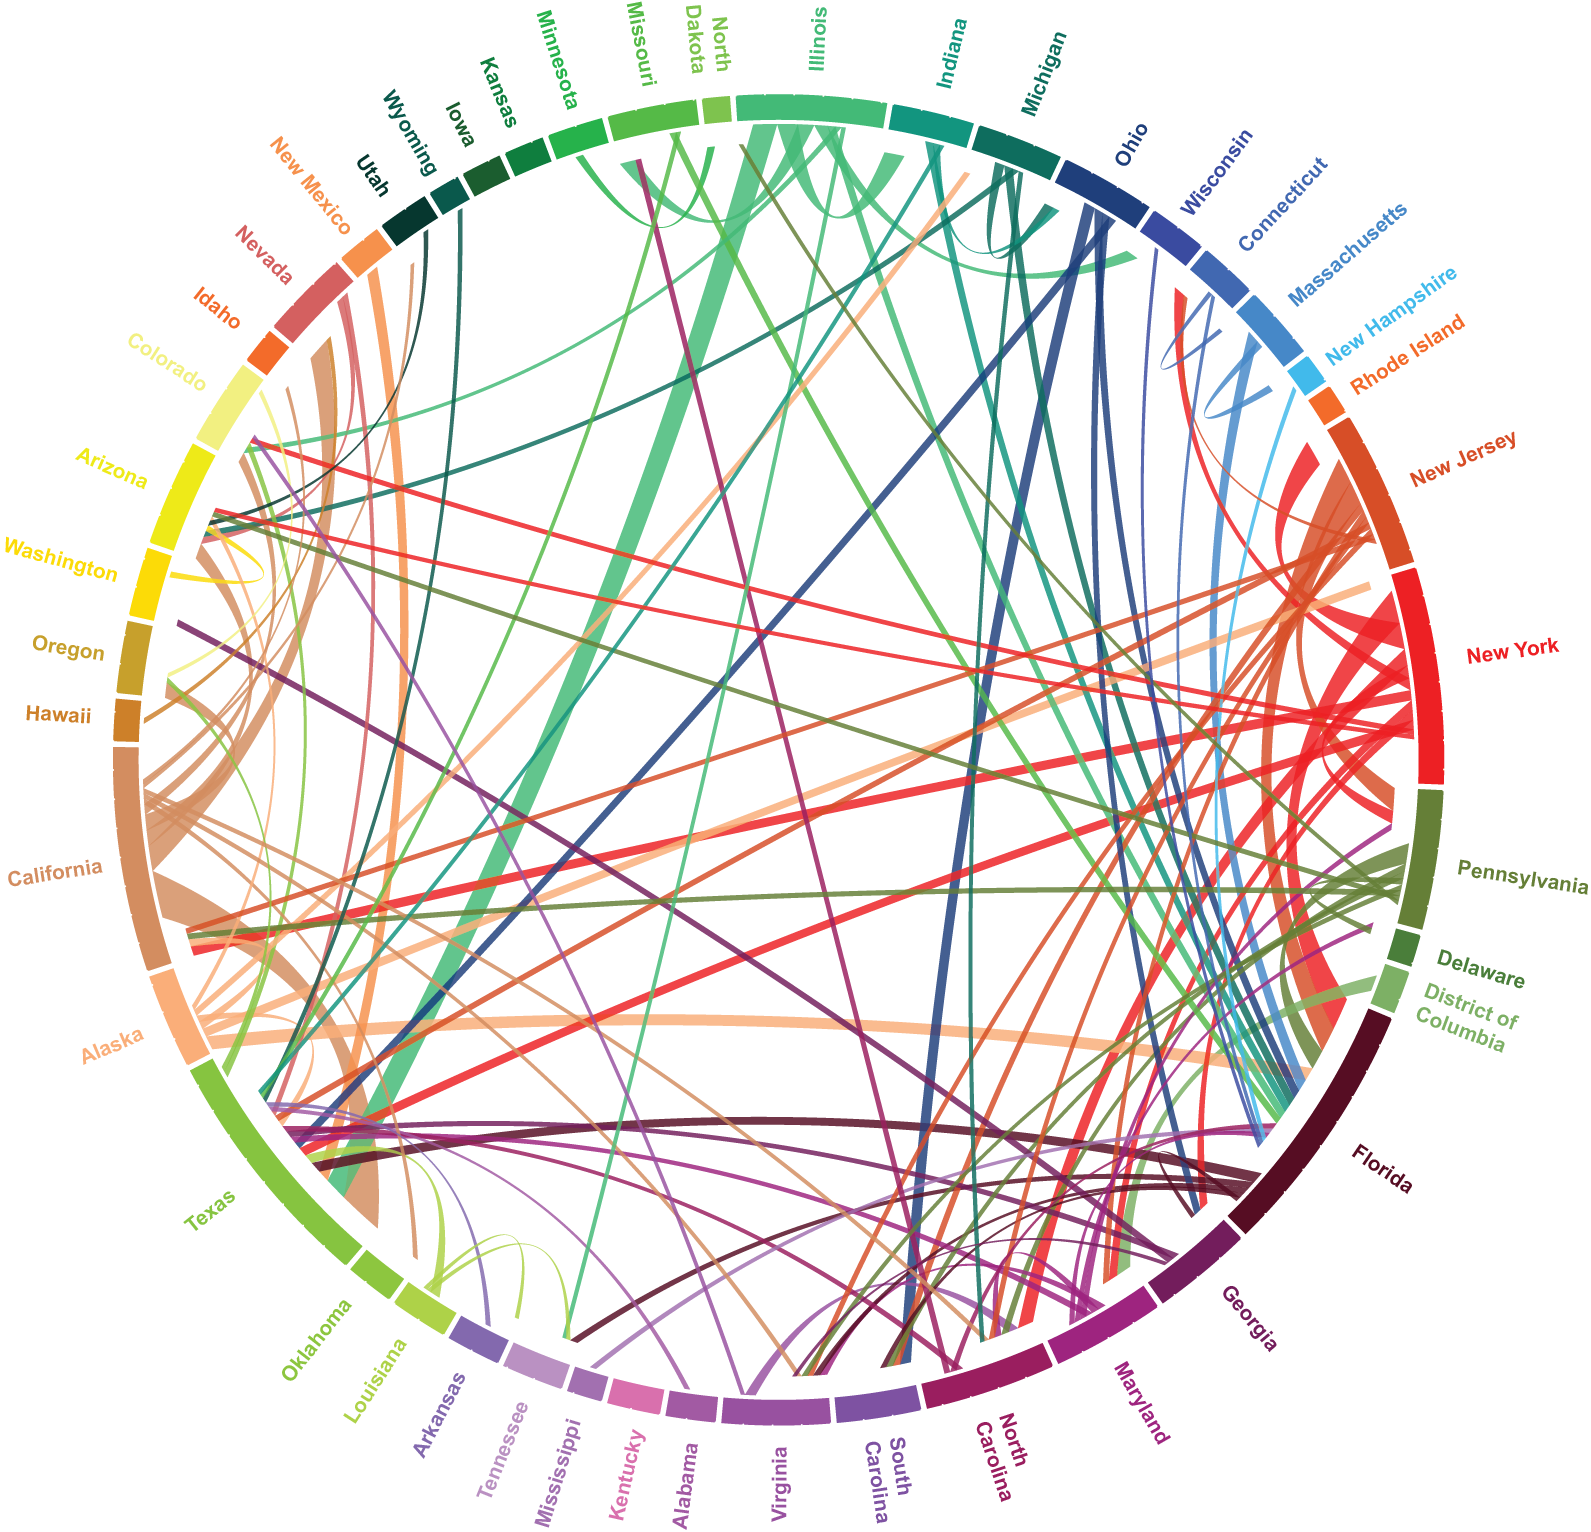 Missouri
North
Dakota
Illinois
Indiana
Michigan
Ohio
Wisconsin
Connecticut
Massachusetts
New Hampshire
Rhode Island
New Jersey
New York
Pennsylvania
Delaware
District of
Columbia
Florida
Georgia
Maryland
North
Carolina
South
Carolina
Virginia
Alabama
Kentucky
Mississippi
Tennessee
Arkansas
Louisiana
Oklahoma
Texas
Alaska
California
Hawaii
Oregon
Washington
Arizona
Colorado
Idaho
Nevada
New Mexico
Utah
Wyoming
Iowa
Kansas
Minnesota